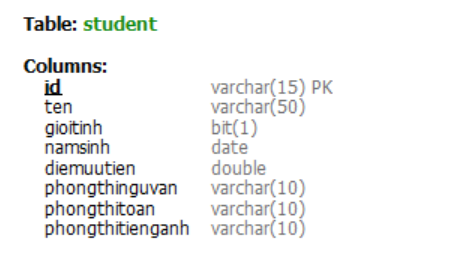 Table: student
Columns:
id varchar(15) PK
ten varchar(50)
gioitinh bit(1)
namsinh date
diemuutien double
phongthinguvan varchar(10)
phongthitoan varchar(10)
phongthitienganh varchar(10)